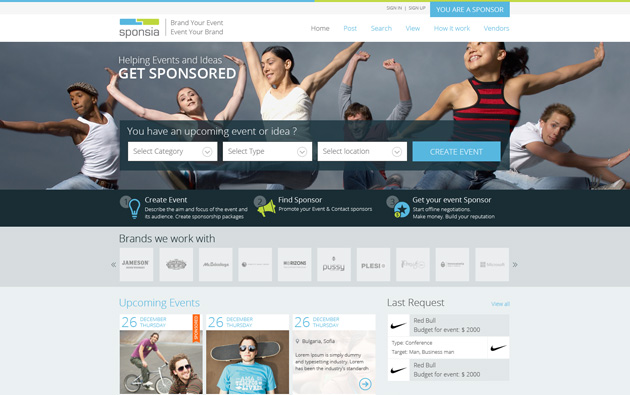 SIGN IN | SIGN UP
YOU ARE A SPONSOR
sponsia
Brand Your Event
Event Your Brand
Home Post Search View How it work Vendors
Helping Events and Ideas
GET SPONSORED
You have an upcoming event or idea ?
Select Category Select Type Select location CREATE EVENT
1 Create Event
Describe the aim and focus of the event and
its audience. Create sponsorship packages
2 Find Sponsor
Promote your Event & Contact sponsors
3 Get your event Sponsor
Start offline negotiations.
Make money. Build your reputation
Brands we work with
JAMESON HORIZONS pussy PLESI Microsoft
Upcoming Events
26 DECEMBER
THURSDAY
SPONSORED
26 DECEMBER
THURSDAY
26 DECEMBER
THURSDAY
Bulgaria, Sofia
Lorem Ipsum is simply dummy
and typesetting industry. Lorem
has been the industry's standardh
Last Request
View all
Red Bull
Budget for event: $ 2000
Type: Conference
Target: Man, Business man
Red Bull
Budget for event: $ 2000